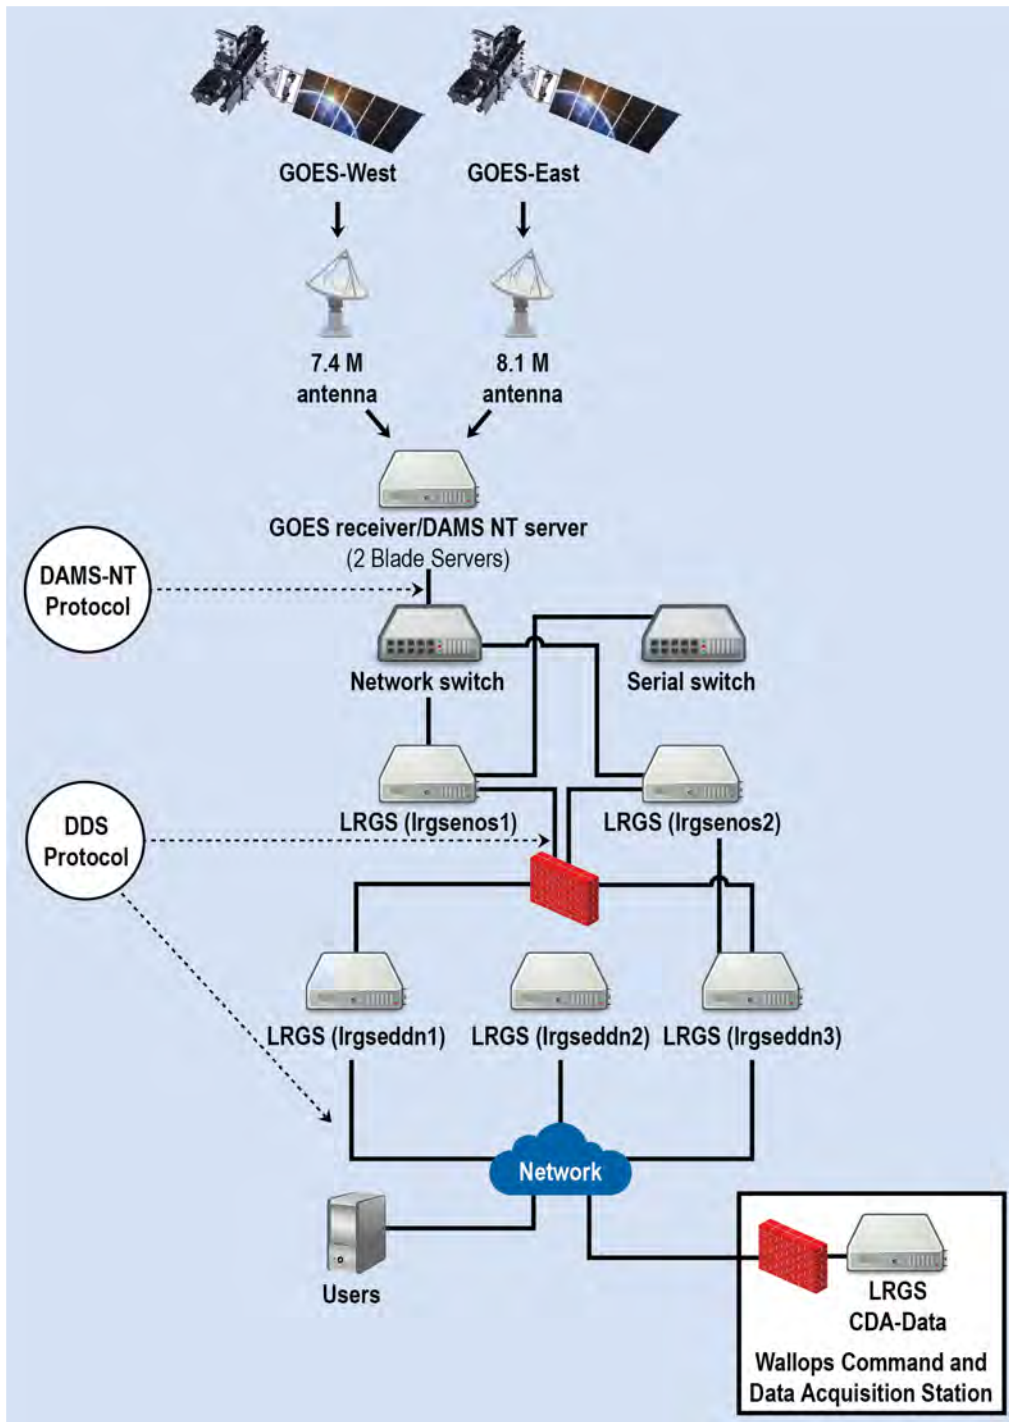 GOES-West
GOES-East
7.4 M
antenna
8.1 M
antenna
GOES receiver/DAMS NT server
(2 Blade Servers)
DAMS-NT
Protocol
Network switch
Serial switch
LRGS (lrgsenos1)
LRGS (lrgsenos2)
DDS
Protocol
LRGS (lrgseddn1)
LRGS (lrgseddn2)
LRGS (lrgseddn3)
Network
Users
LRGS
CDA-Data
Wallops Command and
Data Acquisition Station